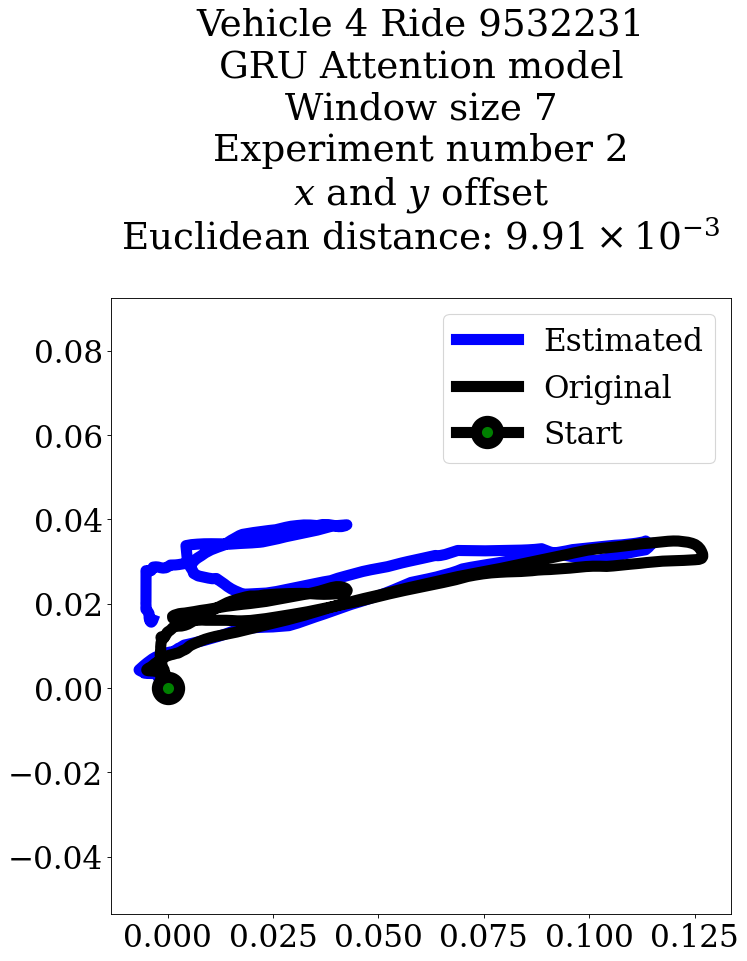 Vehicle 4 Ride 9532231
GRU Attention model
Window size 7
Experiment number 2
x and y offset
Euclidean distance: 9.91 × 10⁻³
Estimated
Original
Start
0.08
0.06
0.04
0.02
0.00
−0.02
−0.04
0.000 0.025 0.050 0.075 0.100 0.125